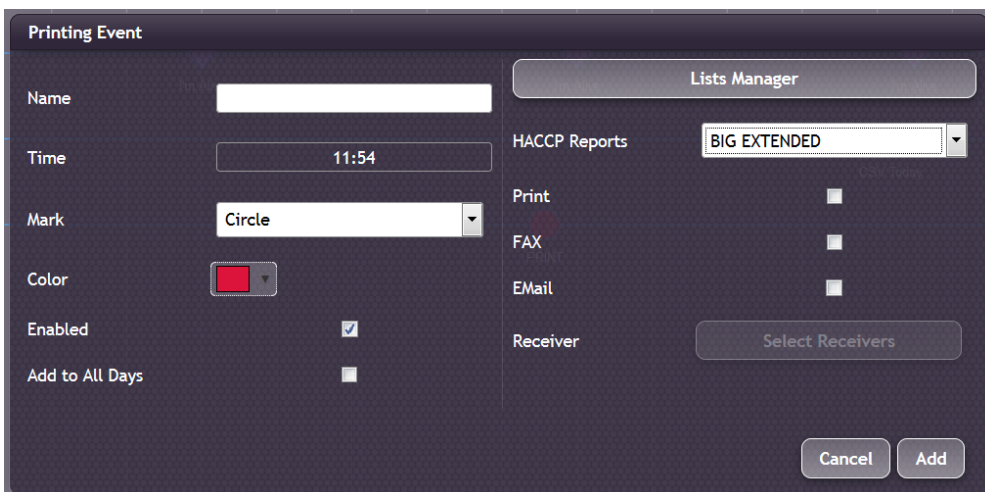 Printing Event
Name
Time
11:54
Mark
Circle
Color
Enabled
Add to All Days
Lists Manager
HACCP Reports
BIG EXTENDED
Print
FAX
EMail
Receiver
Select Receivers
Cancel
Add